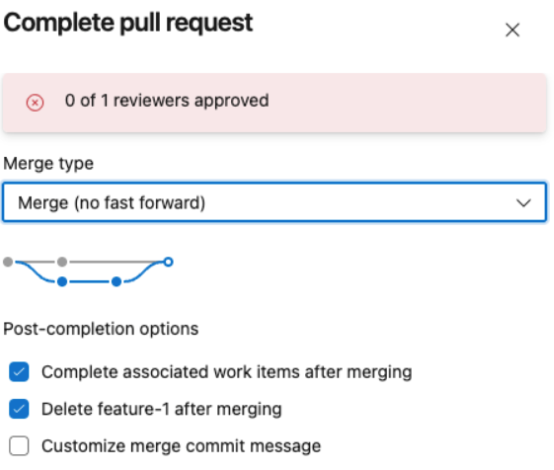 Complete pull request
0 of 1 reviewers approved
Merge type
Merge (no fast forward)
Post-completion options
Complete associated work items after merging
Delete feature-1 after merging
Customize merge commit message